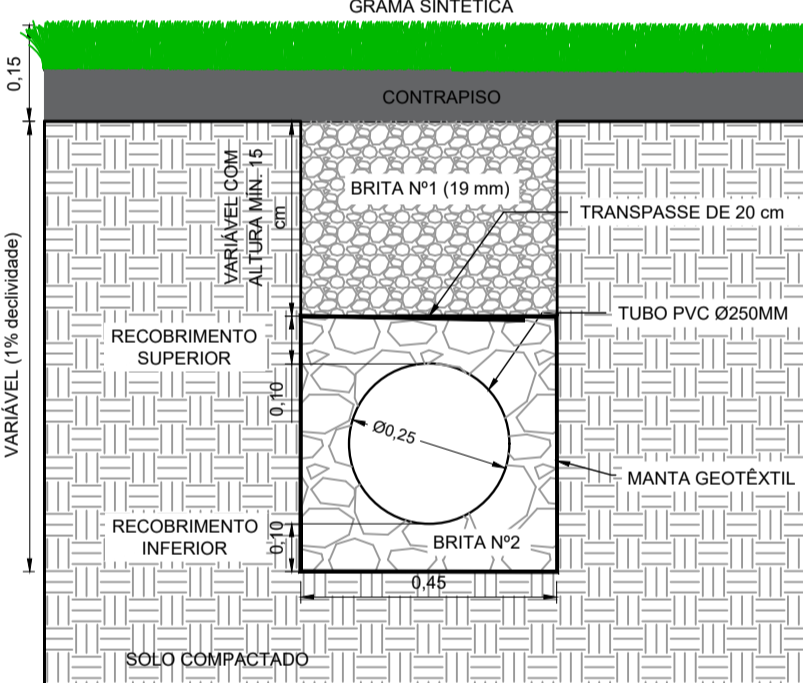 GRAMA SINTÉTICA
0,15
CONTRAPISO
VARIÁVEL COM
ALTURA MIN. 15
cm
BRITA Nº1 (19 mm)
TRANSPASSE DE 20 cm
VARIÁVEL (1% declividade)
TUBO PVC Ø250MM
RECOBRIMENTO
SUPERIOR
0,10
Ø0,25
MANTA GEOTÊXTIL
RECOBRIMENTO
INFERIOR
0,10
BRITA Nº2
0,45
SOLO COMPACTADO